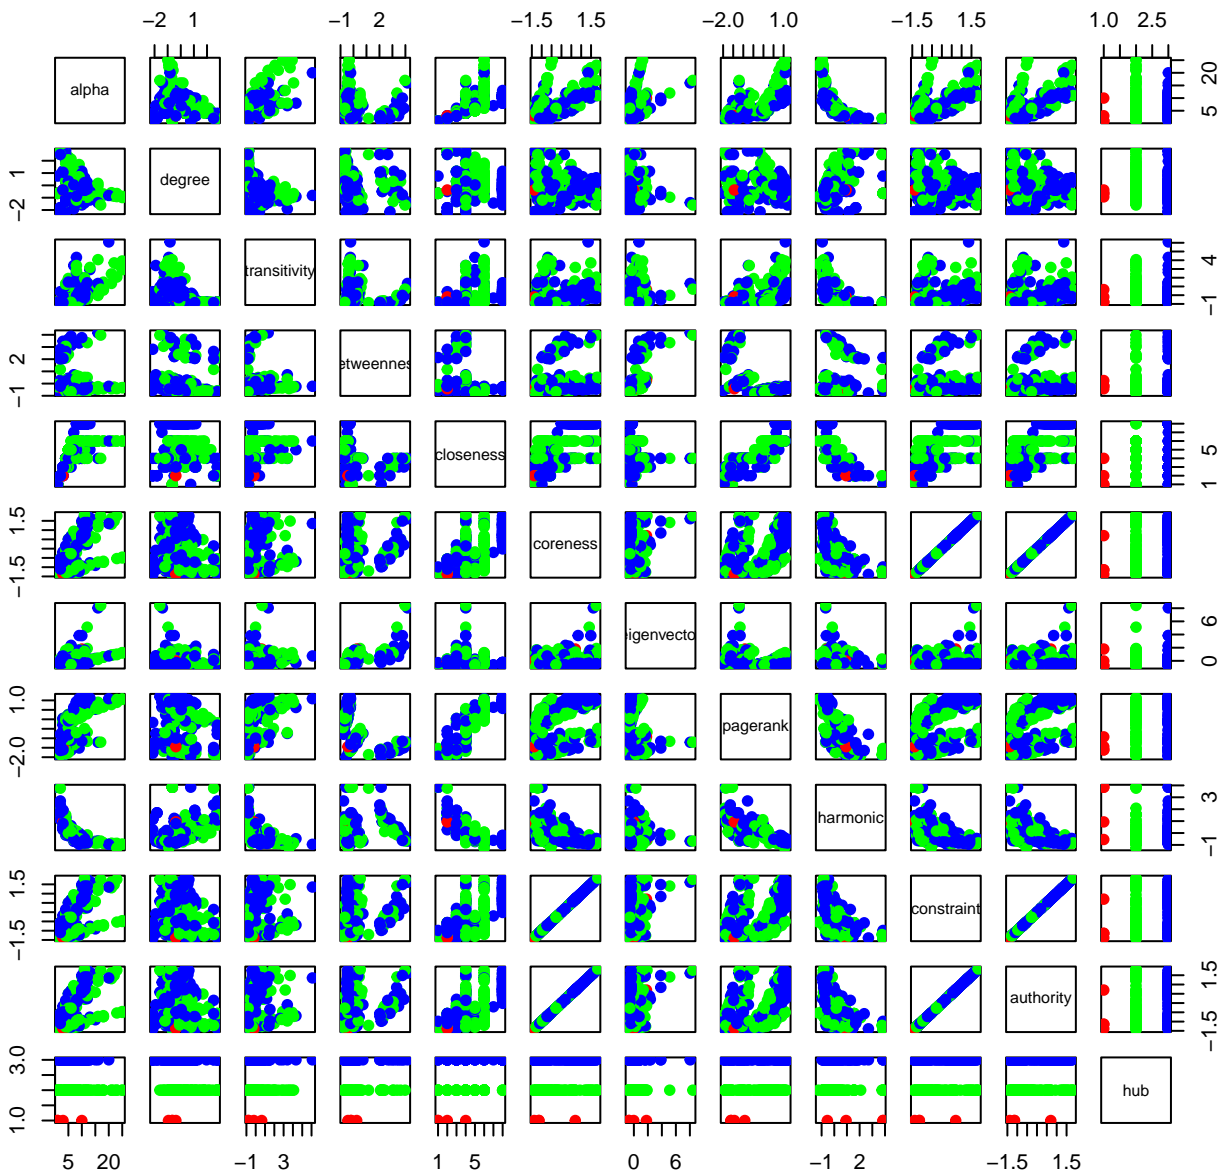 −2 1 −1 2 −1.5 1.5 −2.0 1.0 −1.5 1.5 1.0 2.5
alpha 5 20
−2 1 degree
transitivity −1 4
−1 2 etweennes
closeness 1 5
−1.5 1.5 coreness
eigenvecto 0 6
−2.0 1.0 pagerank
harmonic −1 3
−1.5 1.5 constraint
authority −1.5 1.5
1.0 3.0 hub
5 20 −1 3 1 5 0 6 −1 2 −1.5 1.5